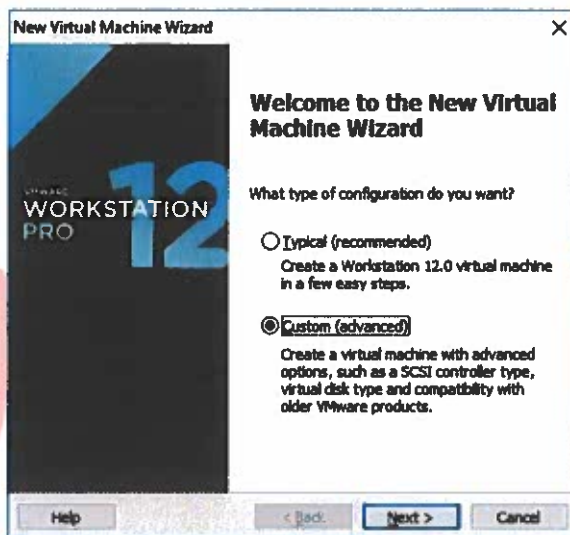 New Virtual Machine Wizard
VMWARE
WORKSTATION
PRO
12
Welcome to the New Virtual
Machine Wizard
What type of configuration do you want?
Typical (recommended)
Create a Workstation 12.0 virtual machine
in a few easy steps.
Custom (advanced)
Create a virtual machine with advanced
options, such as a SCSI controller type,
virtual disk type and compatibility with
older VMware products.
Help
< Back
Next >
Cancel